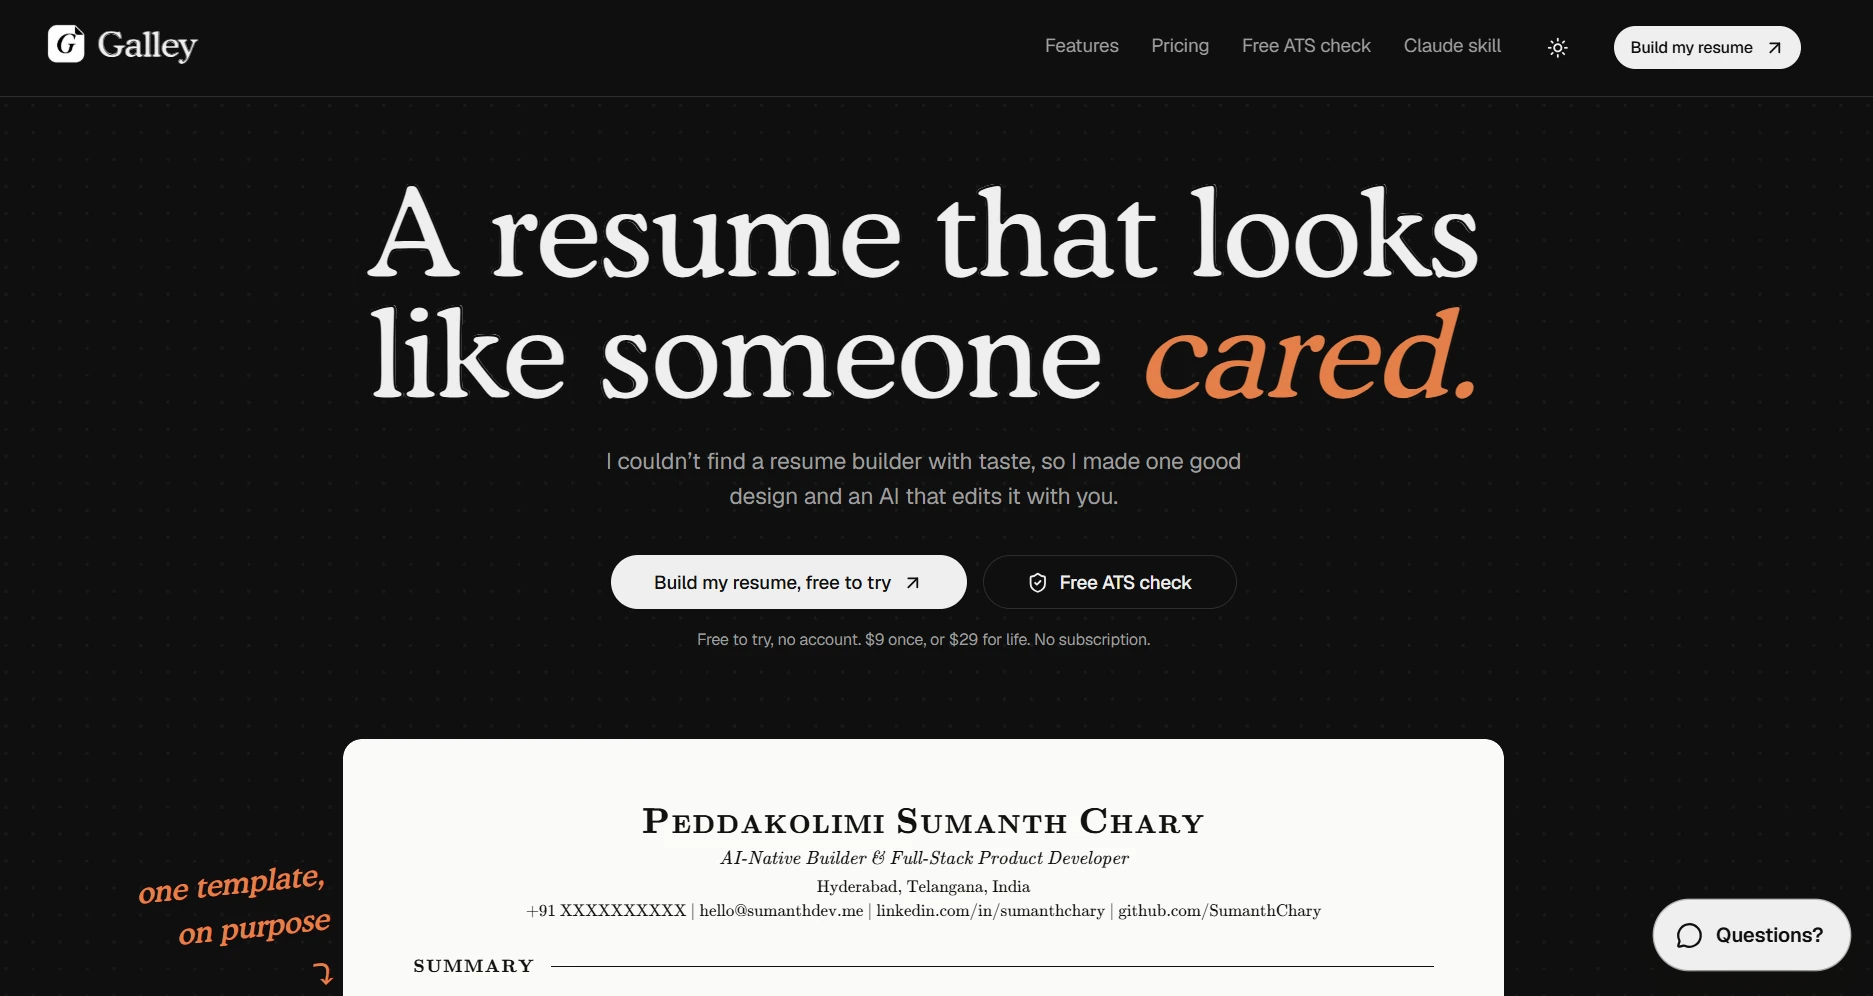 G Galley
Features Pricing Free ATS check Claude skill Build my resume
A resume that looks
like someone cared.
I couldn’t find a resume builder with taste, so I made one good
design and an AI that edits it with you.
Build my resume, free to try Free ATS check
Free to try, no account. $9 once, or $29 for life. No subscription.
Peddakolimi Sumanth Chary
AI-Native Builder & Full-Stack Product Developer
Hyderabad, Telangana, India
+91 XXXXXXXXXX | hello@sumanthdev.me | linkedin.com/in/sumanthchary | github.com/SumanthChary
one template,
on purpose
SUMMARY
Questions?